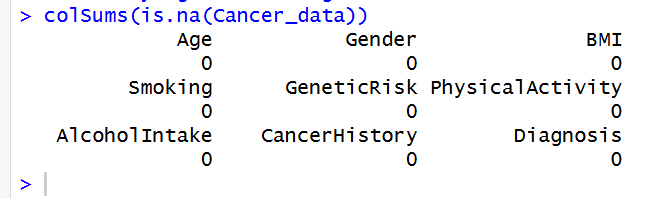 > colSums(is.na(Cancer_data))
Age Gender BMI
0 0 0
Smoking GeneticRisk PhysicalActivity
0 0 0
AlcoholIntake CancerHistory Diagnosis
0 0 0
>